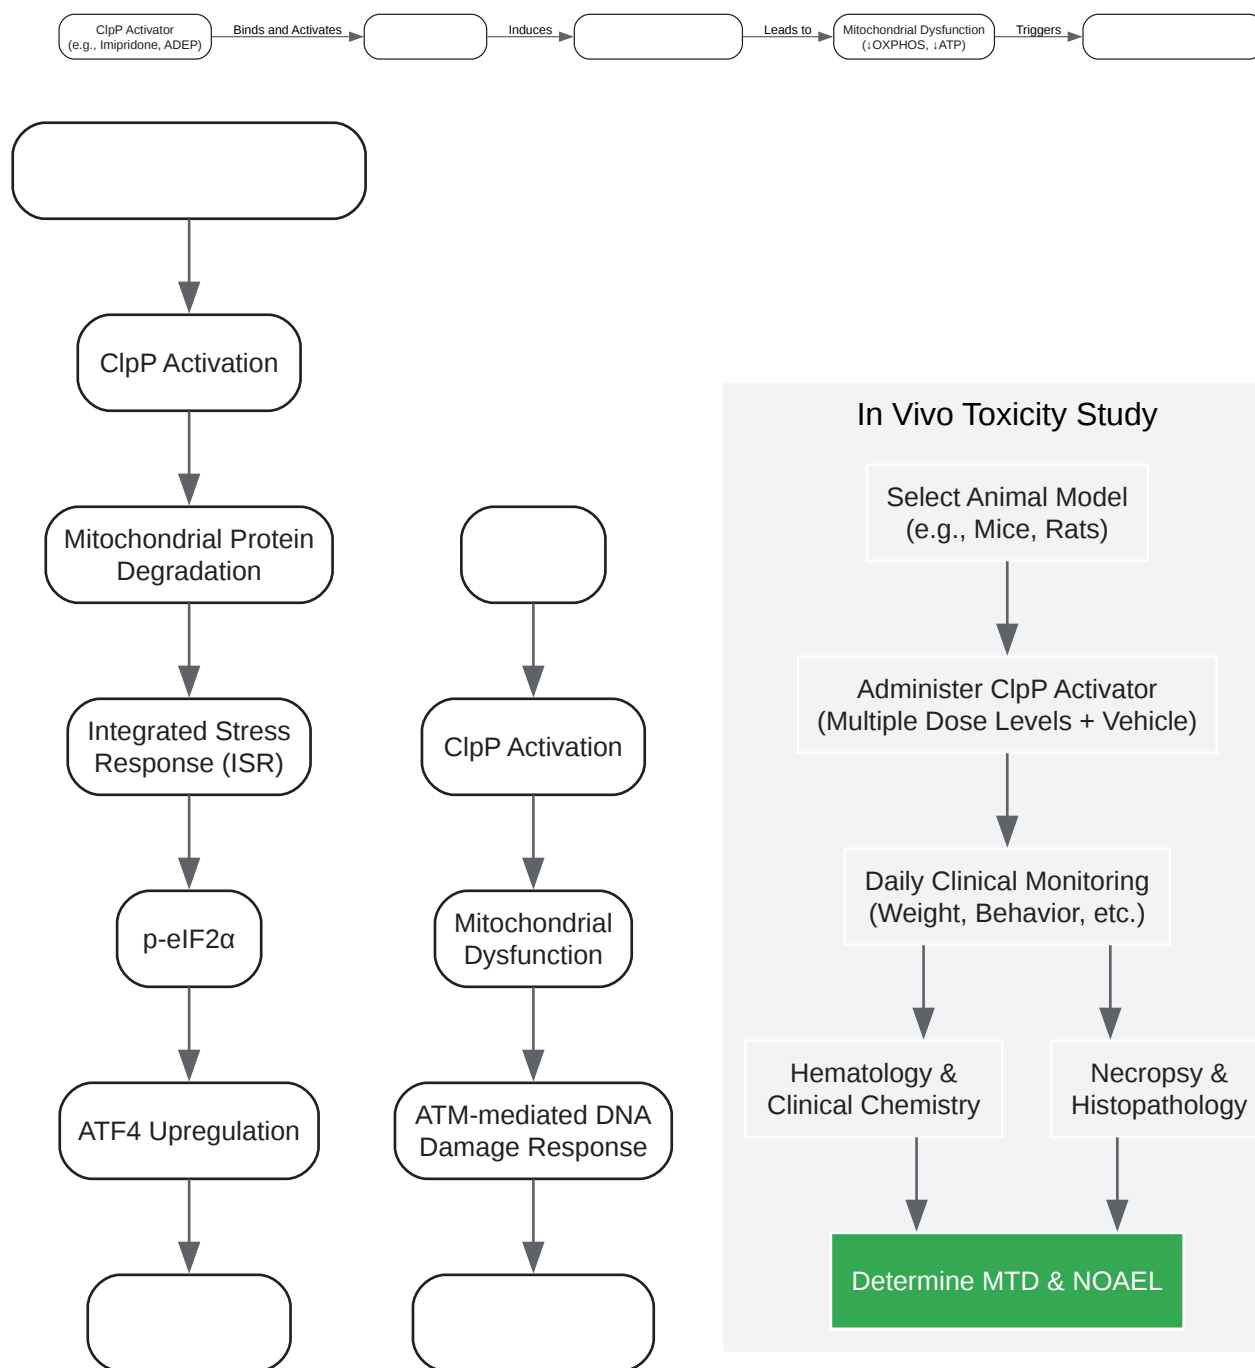 ClpP Activator
(e.g., Imipridone, ADEP)
Binds and Activates
Induces
Leads to
Mitochondrial Dysfunction
(↓OXPHOS, ↓ATP)
Triggers
ClpP Activation
Mitochondrial Protein
Degradation
Integrated Stress
Response (ISR)
p-eIF2α
ATF4 Upregulation
ClpP Activation
Mitochondrial
Dysfunction
ATM-mediated DNA
Damage Response
In Vivo Toxicity Study
Select Animal Model
(e.g., Mice, Rats)
Administer ClpP Activator
(Multiple Dose Levels + Vehicle)
Daily Clinical Monitoring
(Weight, Behavior, etc.)
Hematology &
Clinical Chemistry
Necropsy &
Histopathology
Determine MTD & NOAEL